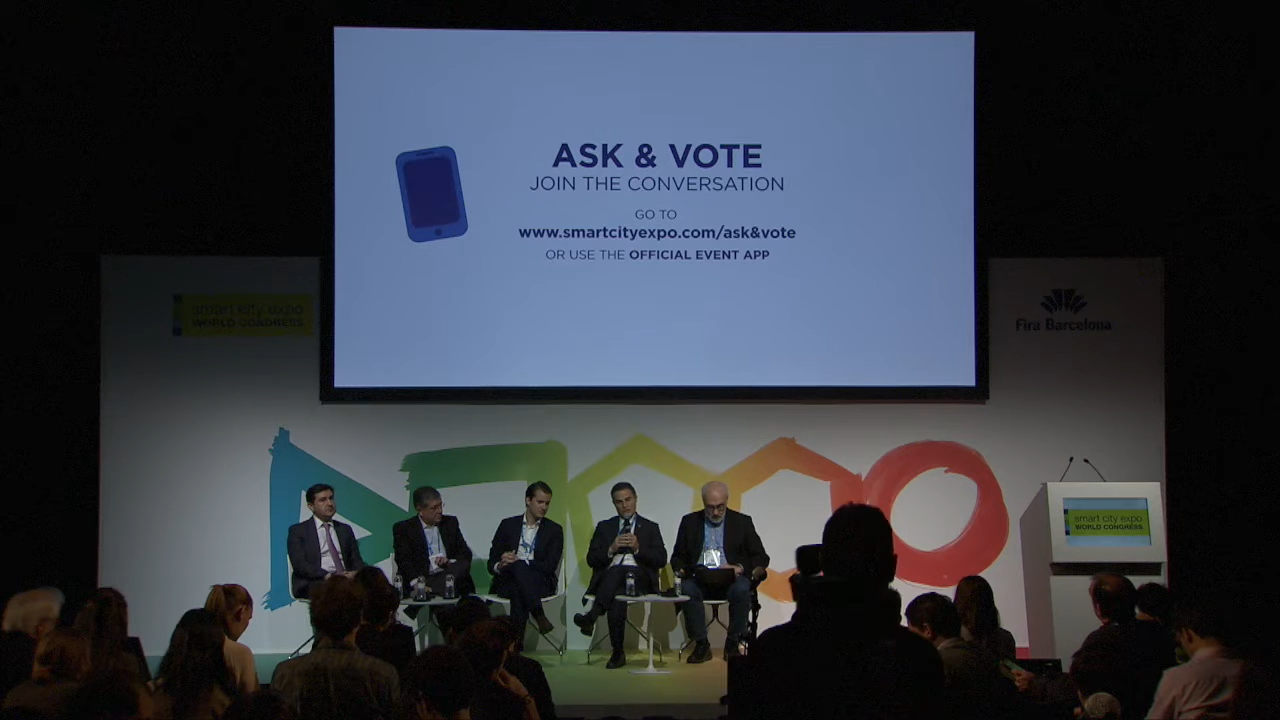 ASK & VOTE
JOIN THE CONVERSATION
GO TO
www.smartcityexpo.com/ask&vote
OR USE THE OFFICIAL EVENT APP
smart city expo
WORLD CONGRESS
Fira Barcelona
smart city expo
WORLD CONGRESS